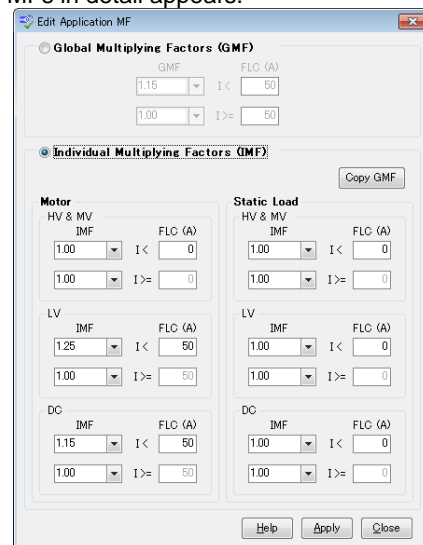 MFs in detail appears.
Edit Application MF
Global Multiplying Factors (GMF)
GMF FLC (A)
1.15 I< 50
1.00 I>= 50
Individual Multiplying Factors (IMF)
Copy GMF
Motor
HV & MV
IMF FLC (A)
1.00 I< 0
1.00 I>= 0
LV
IMF FLC (A)
1.25 I< 50
1.00 I>= 50
DC
IMF FLC (A)
1.15 I< 50
1.00 I>= 50
Static Load
HV & MV
IMF FLC (A)
1.00 I< 0
1.00 I>= 0
LV
IMF FLC (A)
1.00 I< 0
1.00 I>= 0
DC
IMF FLC (A)
1.00 I< 0
1.00 I>= 0
Help Apply Close